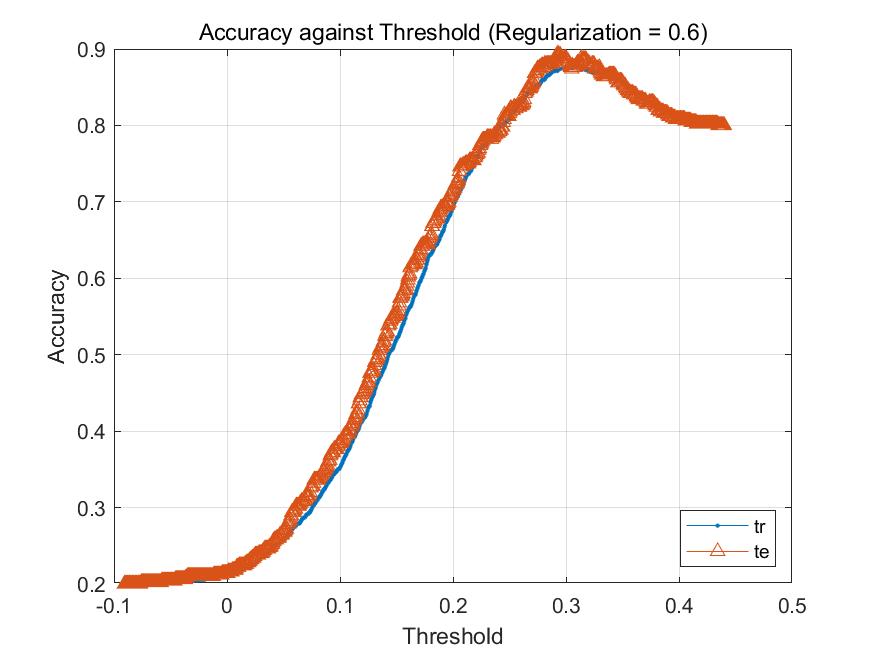 Accuracy against Threshold (Regularization = 0.6)
0.9
0.8
0.7
0.6
0.5
0.4
0.3
0.2
Accuracy
-0.1 0 0.1 0.2 0.3 0.4 0.5
Threshold
tr
te